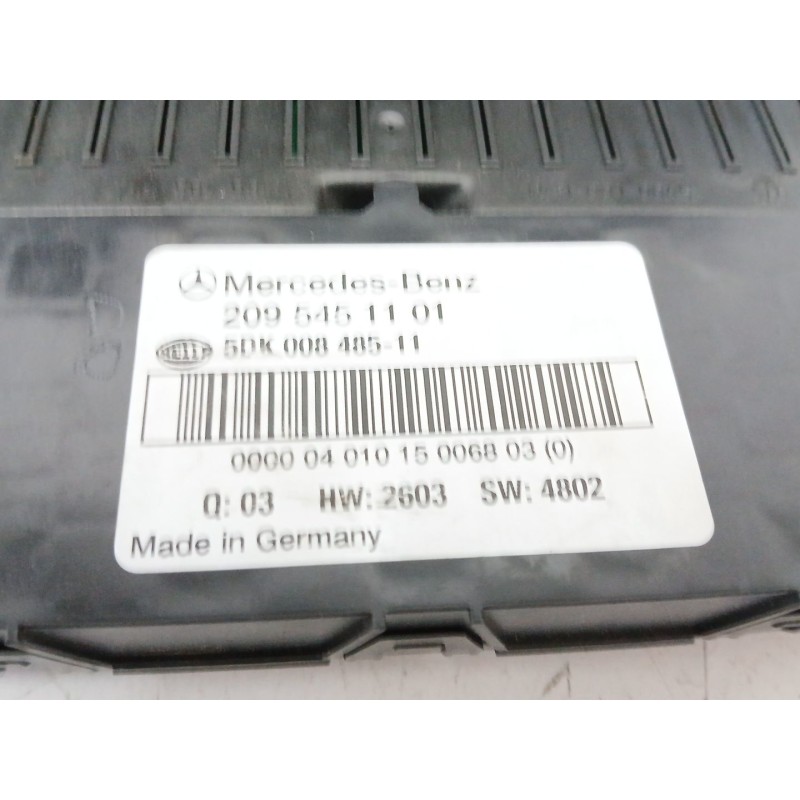 Mercedes-Benz
209 545 11 01
HELLA 5DK 008 485-11
0000 04 010 15 0068 03 (0)
Q: 03 HW: 2603 SW: 4802
Made in Germany